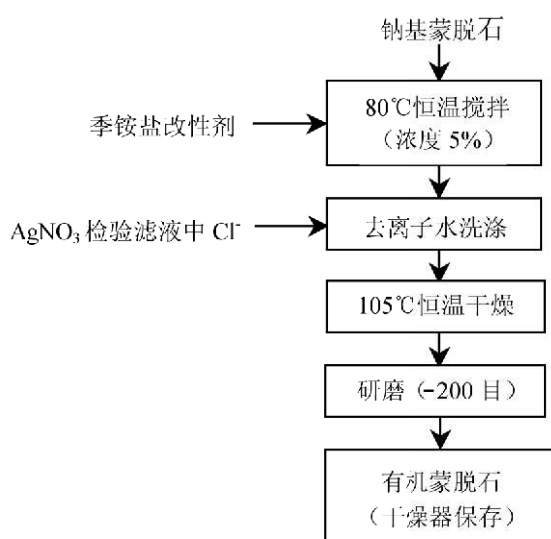 钠基蒙脱石
80℃恒温搅拌
（浓度 5%）
季铵盐改性剂
去离子水洗涤
AgNO₃ 检验滤液中 Cl⁻
105℃恒温干燥
研磨（-200 目）
有机蒙脱石
（干燥器保存）